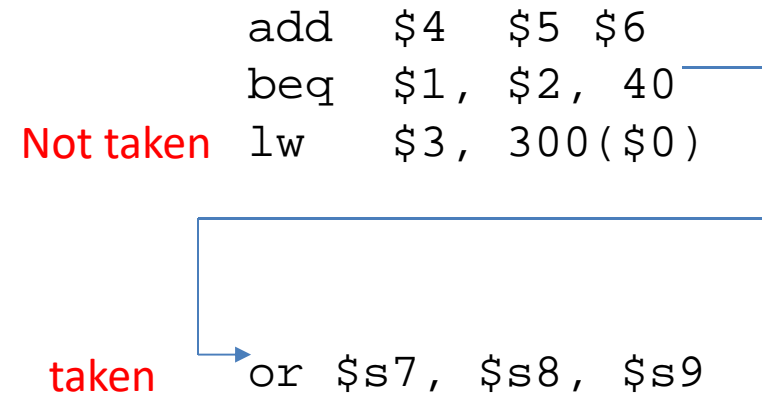 add $4 $5 $6
beq $1, $2, 40
Not taken lw $3, 300($0)
taken or $s7, $s8, $s9